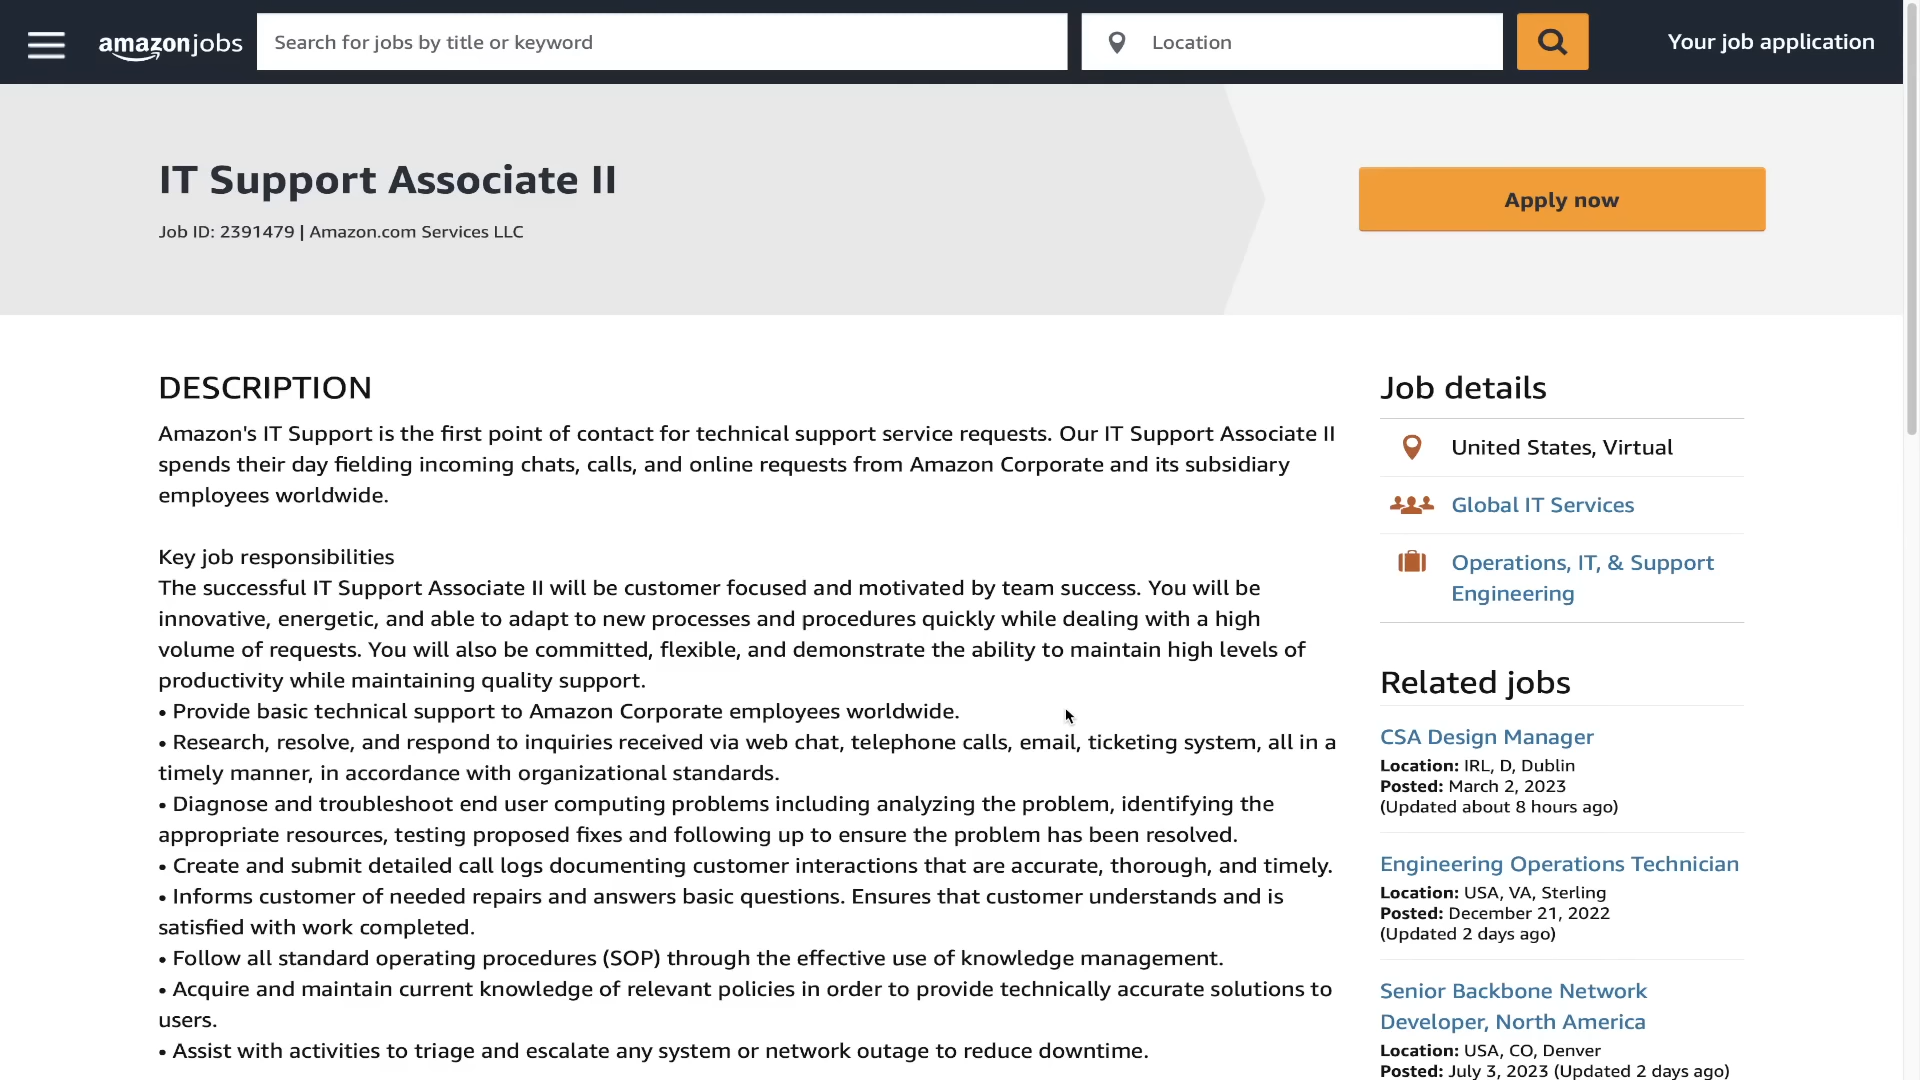 amazonjobs
Search for jobs by title or keyword
Location
Your job application
IT Support Associate II
Job ID: 2391479 | Amazon.com Services LLC
Apply now
DESCRIPTION
Amazon's IT Support is the first point of contact for technical support service requests. Our IT Support Associate II
spends their day fielding incoming chats, calls, and online requests from Amazon Corporate and its subsidiary
employees worldwide.
Key job responsibilities
The successful IT Support Associate II will be customer focused and motivated by team success. You will be
innovative, energetic, and able to adapt to new processes and procedures quickly while dealing with a high
volume of requests. You will also be committed, flexible, and demonstrate the ability to maintain high levels of
productivity while maintaining quality support.
• Provide basic technical support to Amazon Corporate employees worldwide.
• Research, resolve, and respond to inquiries received via web chat, telephone calls, email, ticketing system, all in a
timely manner, in accordance with organizational standards.
• Diagnose and troubleshoot end user computing problems including analyzing the problem, identifying the
appropriate resources, testing proposed fixes and following up to ensure the problem has been resolved.
• Create and submit detailed call logs documenting customer interactions that are accurate, thorough, and timely.
• Informs customer of needed repairs and answers basic questions. Ensures that customer understands and is
satisfied with work completed.
• Follow all standard operating procedures (SOP) through the effective use of knowledge management.
• Acquire and maintain current knowledge of relevant policies in order to provide technically accurate solutions to
users.
• Assist with activities to triage and escalate any system or network outage to reduce downtime.
Job details
United States, Virtual
Global IT Services
Operations, IT, & Support
Engineering
Related jobs
CSA Design Manager
Location: IRL, D, Dublin
Posted: March 2, 2023
(Updated about 8 hours ago)
Engineering Operations Technician
Location: USA, VA, Sterling
Posted: December 21, 2022
(Updated 2 days ago)
Senior Backbone Network
Developer, North America
Location: USA, CO, Denver
Posted: July 3, 2023 (Updated 2 days ago)